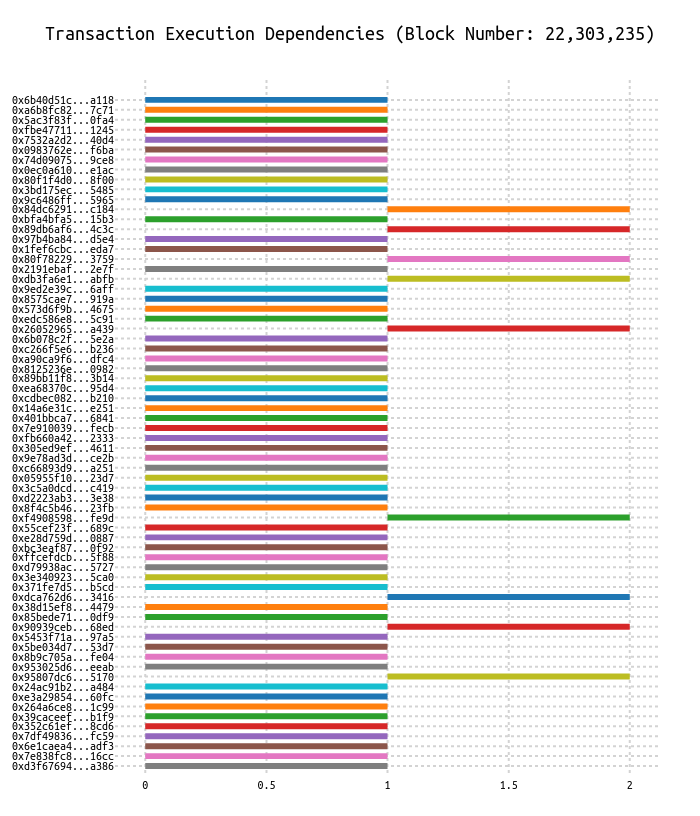 Transaction Execution Dependencies (Block Number: 22,303,235)
0x6b40d51c...a118
0xa6b8fc82...7c71
0x5ac3f83f...0fa4
0xfbe47711...1245
0x7532a2d2...40d4
0x0983762e...f6ba
0x74d09075...9ce8
0x0ec0a610...e1ac
0x80f1f4d0...8f00
0x3bd175ec...5485
0x9c6486ff...5965
0x84dc6291...c184
0xbfa4bfa5...15b3
0x89db6af6...4c3c
0x97b4ba84...d5e4
0x1fef6cbc...eda7
0x80f78229...3759
0x2191ebaf...2e7f
0xdb3fa6e1...abfb
0x9ed2e39c...6aff
0x8575cae7...919a
0x573d6f9b...4675
0xedc586e8...5c91
0x26052965...a439
0x6b078c2f...5e2a
0xc266f5e6...b236
0xa90ca9f6...dfc4
0x8125236e...0982
0x89bb11f8...3b14
0xea68370c...95d4
0xcdbec082...b210
0x14a6e31c...e251
0x401bbca7...6841
0x7e910039...fecb
0xfb660a42...2333
0x305ed9ef...4611
0x9e78ad3d...ce2b
0xc66893d9...a251
0x05955f10...23d7
0x3c5a0dcd...c419
0xd2223ab3...3e38
0x8f4c5b46...23fb
0xf4908598...fe9d
0x55cef23f...689c
0xe28d759d...0887
0xbc3eaf87...0f92
0xffcefdcb...5f88
0xd79938ac...5727
0x3e340923...5ca0
0x371fe7d5...b5cd
0xdca762d6...3416
0x38d15ef8...4479
0x85bede71...0df9
0x90939ceb...68ed
0x5453f71a...97a5
0x5be034d7...53d7
0x8b9c705a...fe04
0x953025d6...eeab
0x95807dc6...5170
0x24ac91b2...a484
0xe3a29854...60fc
0x264a6ce8...1c99
0x39caceef...b1f9
0x352c61ef...8cd6
0x7df49836...fc59
0x6e1caea4...adf3
0x7e838fc8...16cc
0xd3f67694...a386
0 0.5 1 1.5 2